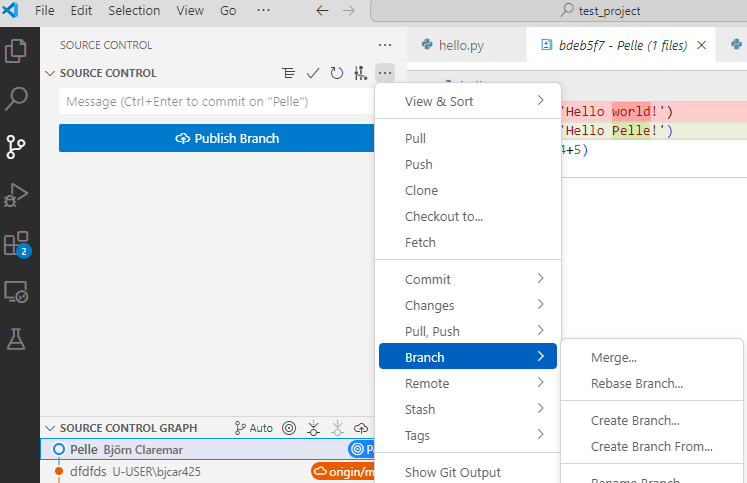 File Edit Selection View Go ··· test_project
SOURCE CONTROL ···
SOURCE CONTROL ···
Message (Ctrl+Enter to commit on "Pelle")
Publish Branch
2
SOURCE CONTROL GRAPH Auto
Pelle Björn Claremar
dfdfds U-USER\bjcar425 origin/m
View & Sort
Pull
Push
Clone
Checkout to...
Fetch
Commit
Changes
Pull, Push
Branch
Remote
Stash
Tags
Show Git Output
Merge...
Rebase Branch...
Create Branch...
Create Branch From...
Rename Branch
hello.py bdeb5f7 - Pelle (1 files)
'Hello world!')
'Hello Pelle!')
4+5)